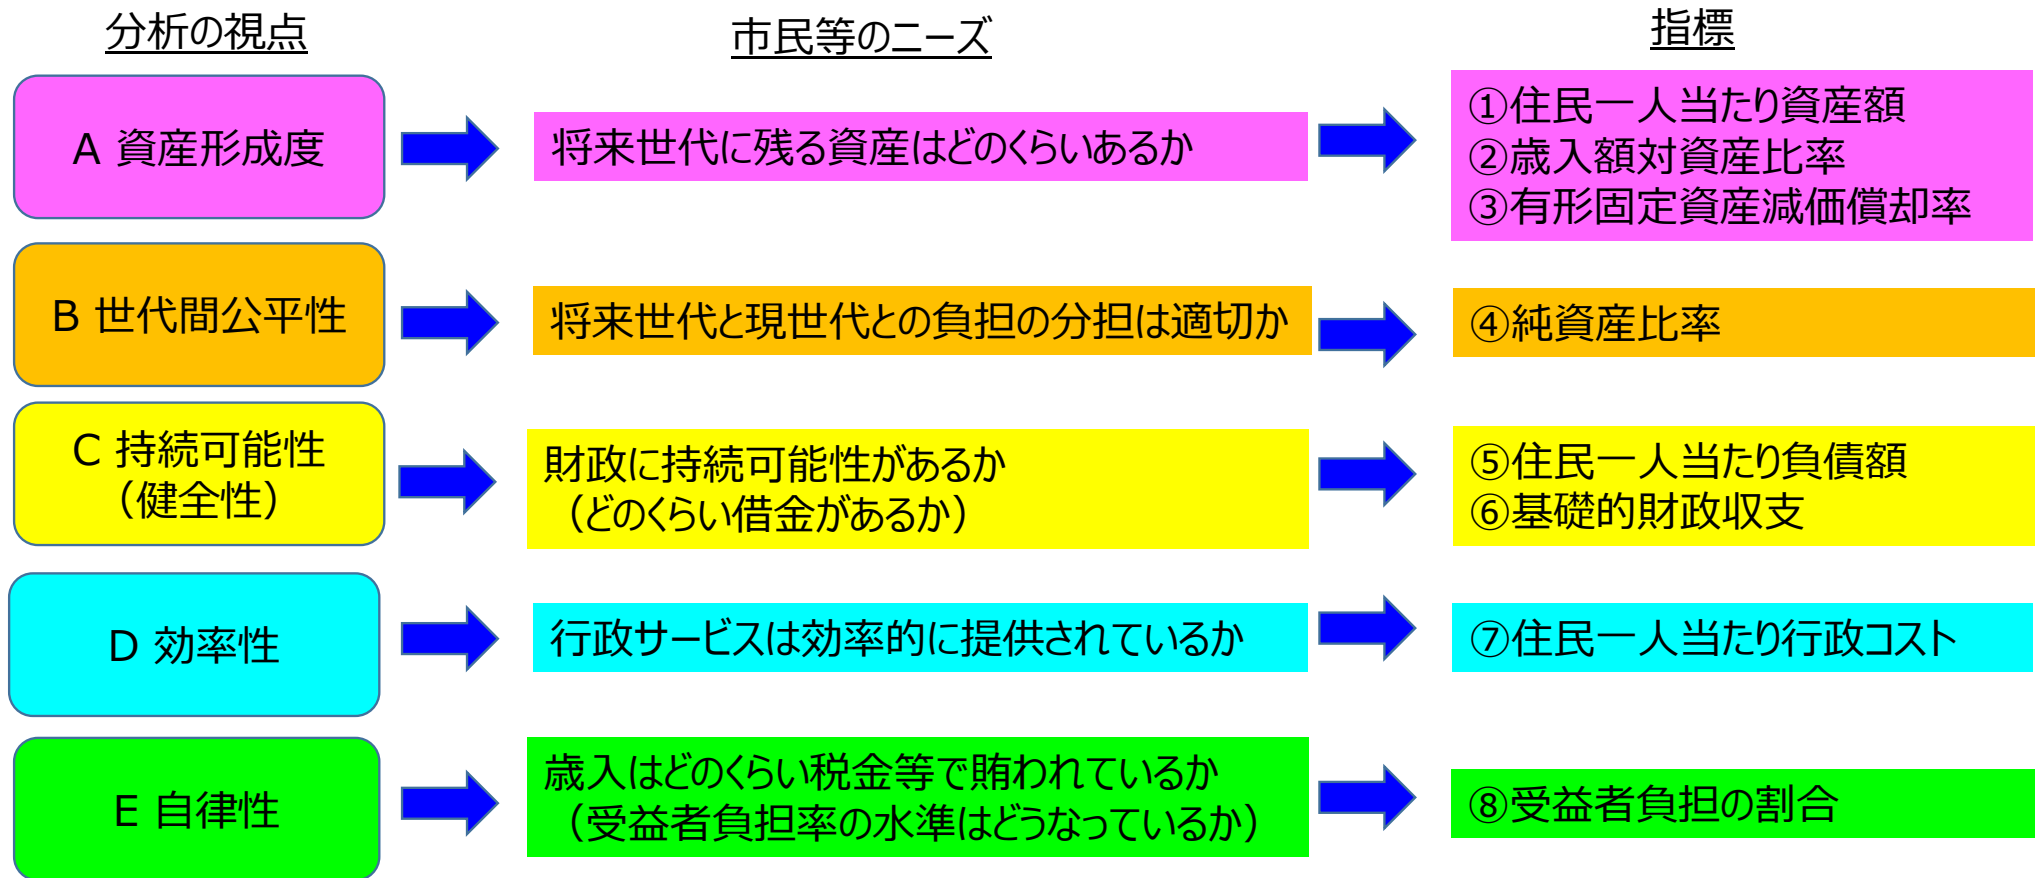 分析の視点
市民等のニーズ
指標
A 資産形成度
将来世代に残る資産はどのくらいあるか
①住民一人当たり資産額
②歳入額対資産比率
③有形固定資産減価償却率
B 世代間公平性
将来世代と現世代との負担の分担は適切か
④純資産比率
C 持続可能性
（健全性）
財政に持続可能性があるか
（どのくらい借金があるか）
⑤住民一人当たり負債額
⑥基礎的財政収支
D 効率性
行政サービスは効率的に提供されているか
⑦住民一人当たり行政コスト
E 自律性
歳入はどのくらい税金等で賄われているか
（受益者負担率の水準はどうなっているか）
⑧受益者負担の割合